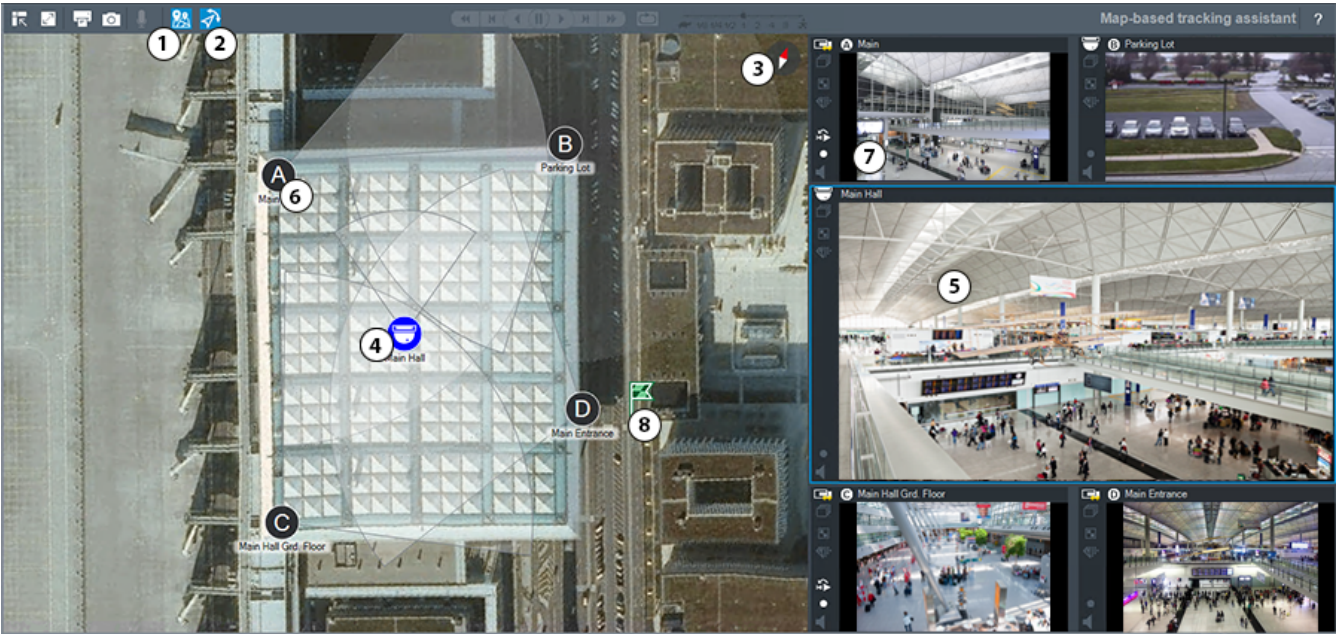 Map-based tracking assistant ?
1
2
3
A Main
B Parking Lot
B
Parking Lot
A
Main
6
7
Main Hall
5
4
Main Hall
D
Main Entrance
8
C
Main Hall Grd. Floor
C Main Hall Grd. Floor
D Main Entrance